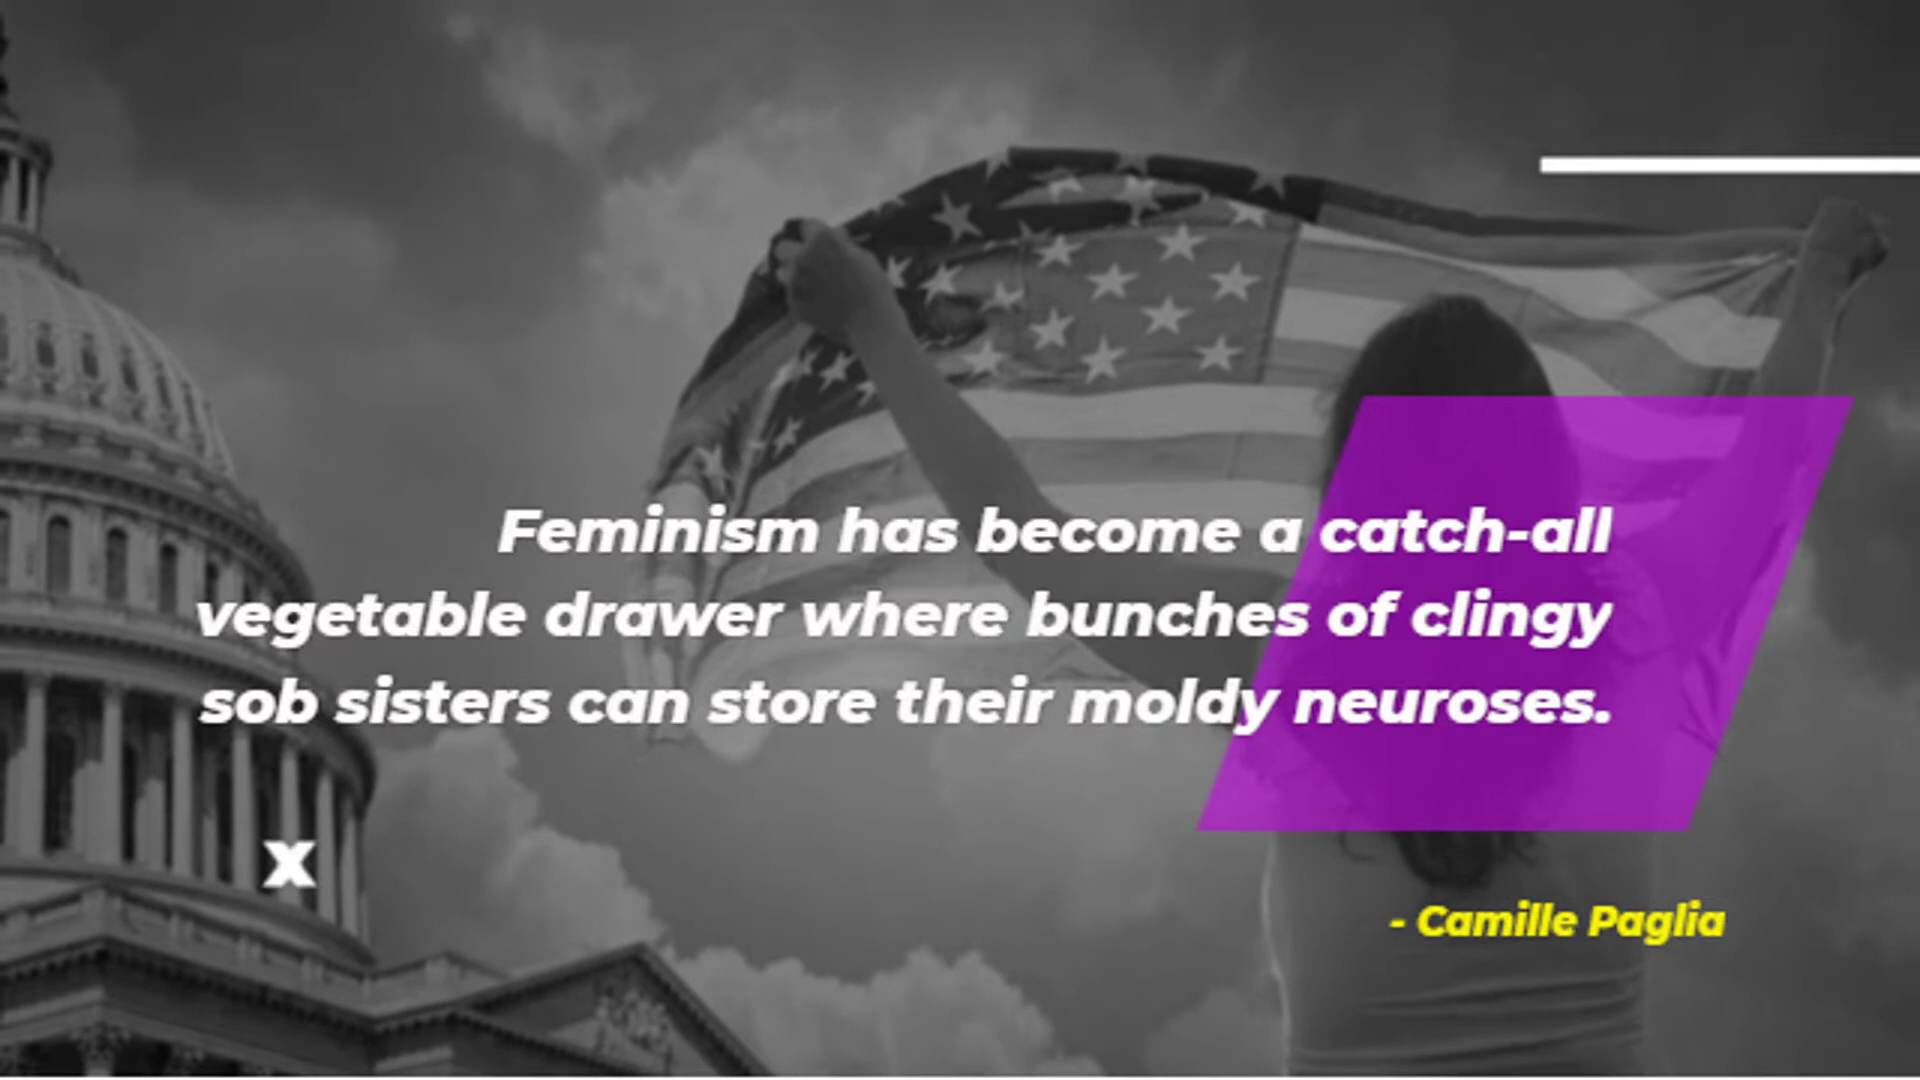 Feminism has become a catch-all
vegetable drawer where bunches of clingy
sob sisters can store their moldy neuroses.
x
- Camille Paglia